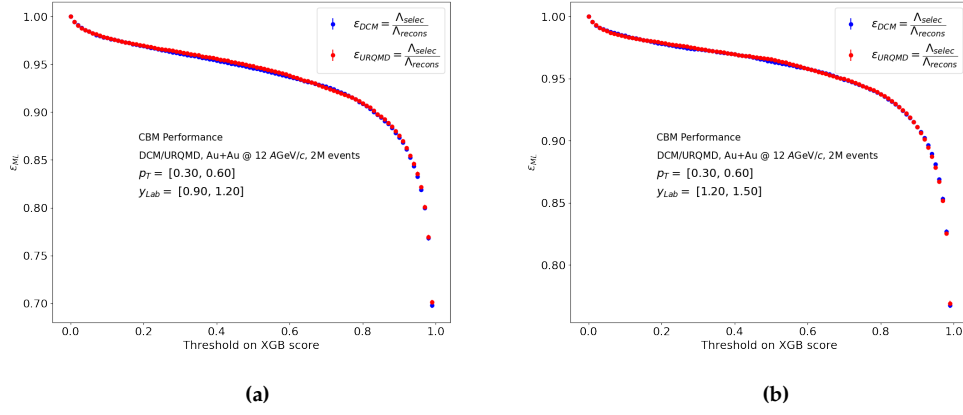 1.00
0.95
0.90
0.85
0.80
0.75
0.70
ε_ML
ε_DCM = Λ_selec / Λ_recons
ε_URQMD = Λ_selec / Λ_recons
CBM Performance
DCM/URQMD, Au+Au @ 12 AGeV/c, 2M events
p_T = [0.30, 0.60]
y_Lab = [0.90, 1.20]
0.0 0.2 0.4 0.6 0.8 1.0
Threshold on XGB score
(a)
1.00
0.95
0.90
0.85
0.80
ε_ML
ε_DCM = Λ_selec / Λ_recons
ε_URQMD = Λ_selec / Λ_recons
CBM Performance
DCM/URQMD, Au+Au @ 12 AGeV/c, 2M events
p_T = [0.30, 0.60]
y_Lab = [1.20, 1.50]
0.0 0.2 0.4 0.6 0.8 1.0
Threshold on XGB score
(b)